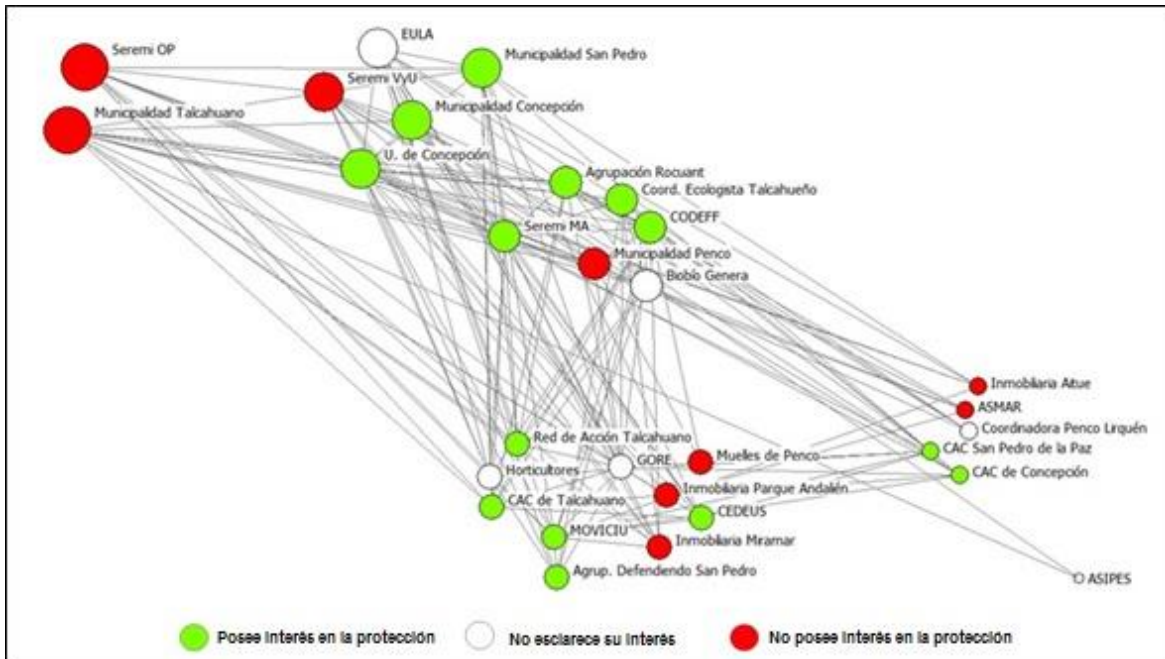 EULA
Seremi OP
Municipalidad San Pedro
Seremi VyU
Municipalidad Concepción
Municipalidad Talcahuano
U. de Concepción
Agrupación Rocuant
Coord. Ecologista Talcahueño
CODEFF
Seremi MA
Municipalidad Penco
Biobío Genera
Inmobiliaria Aitue
ASMAR
Coordinadora Penco Lirquén
Red de Acción Talcahuano
CAC San Pedro de la Paz
Muelles de Penco
GORE
Horticultores
CAC de Concepción
Inmobiliaria Parque Andalién
CAC de Talcahuano
CEDEUS
MOVICIU
Inmobiliaria Miramar
Agrup. Defendiendo San Pedro
ASIPES
Posee interés en la protección
No esclarece su interés
No posee interés en la protección